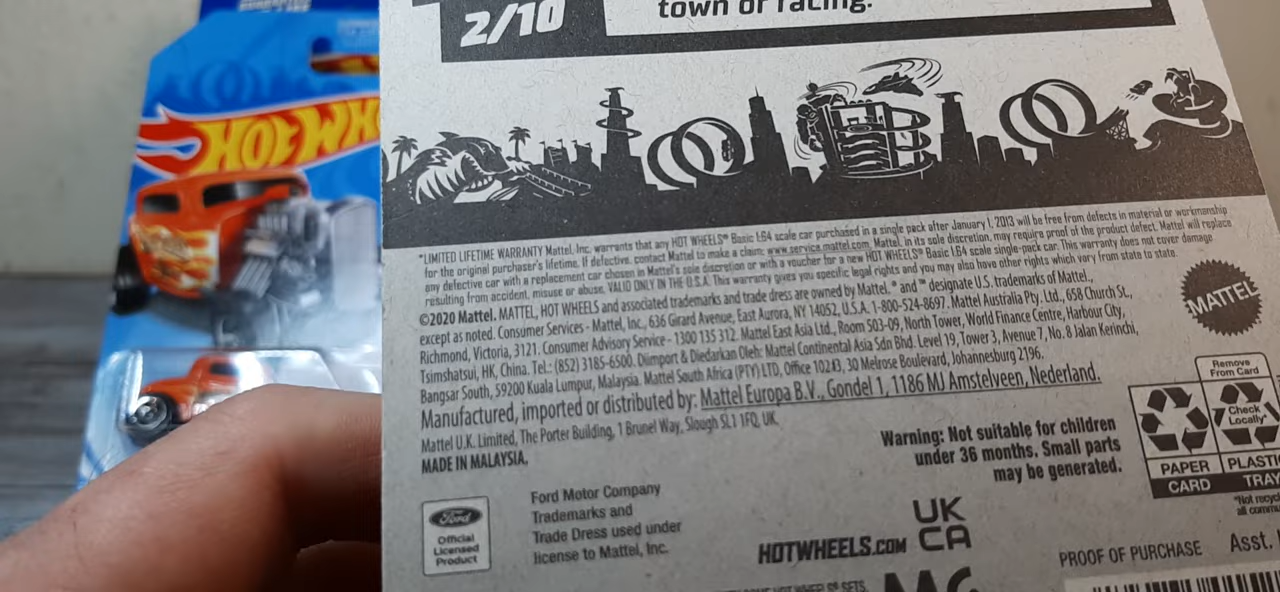 2/10
town of racing.
HOT WH
*LIMITED LIFETIME WARRANTY Mattel, Inc. warrants that any HOT WHEELS® Basic 1:64 scale car purchased in a single pack after January 1, 2013 will be free from defects in material or workmanship
for the original purchaser's lifetime. If defective, contact Mattel to make a claim: www.service.mattel.com. Mattel, in its sole discretion, may require proof of the product defect. Mattel will replace
any defective car with a replacement car chosen in Mattel's sole discretion or with a voucher for a new HOT WHEELS® Basic 1:64 scale single-pack car. This warranty does not cover damage
resulting from accident, misuse or abuse. VALID ONLY IN THE U.S.A. This warranty gives you specific legal rights and you may also have other rights which vary from state to state.
©2020 Mattel. MATTEL, HOT WHEELS and associated trademarks and trade dress are owned by Mattel. ® and ™ designate U.S. trademarks of Mattel.,
except as noted. Consumer Services - Mattel, Inc., 636 Girard Avenue, East Aurora, NY 14052, U.S.A. 1-800-524-8697. Mattel Australia Pty. Ltd., 658 Church St.,
Richmond, Victoria, 3121. Consumer Advisory Service - 1300 135 312. Mattel East Asia Ltd., Room 503-09, North Tower, World Finance Centre, Harbour City,
Tsimshatsui, HK, China. Tel.: (852) 3185-6500. Diimport & Diedarkan Oleh: Mattel Continental Asia Sdn Bhd. Level 19, Tower 3, Avenue 7, No. 8 Jalan Kerinchi,
Bangsar South, 59200 Kuala Lumpur, Malaysia. Mattel South Africa (PTY) LTD, Office 102I3, 30 Melrose Boulevard, Johannesburg 2196.
Manufactured, imported or distributed by: Mattel Europa B.V., Gondel 1, 1186 MJ Amstelveen, Nederland.
Mattel U.K. Limited, The Porter Building, 1 Brunel Way, Slough SL1 1FQ, UK.
MADE IN MALAYSIA.
MATTEL
Remove
From Card
Check
Locally*
PAPER
PLASTIC
CARD
TRAY
*Not recyc
all commu
Warning: Not suitable for children
under 36 months. Small parts
may be generated.
Ford
Official
Licensed
Product
Ford Motor Company
Trademarks and
Trade Dress used under
license to Mattel, Inc.
HOTWHEELS.COM
UK
CA
PROOF OF PURCHASE
Asst.